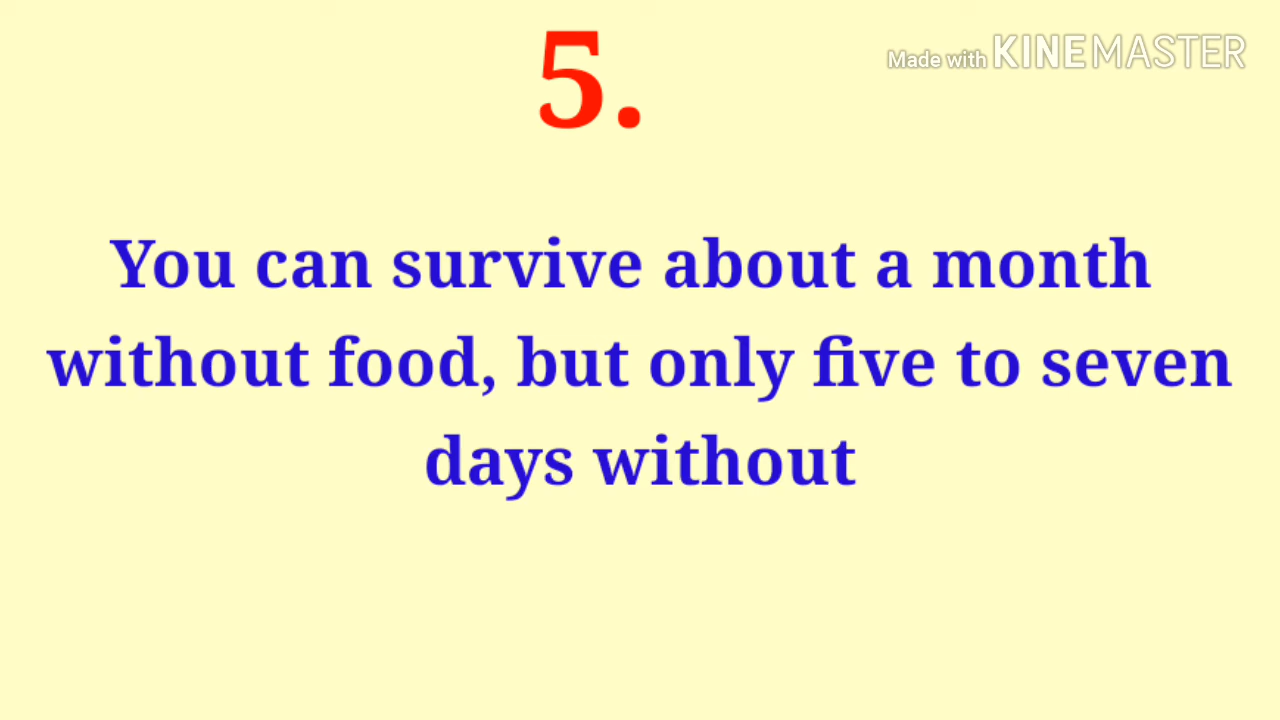 5.
Made with KINEMASTER
You can survive about a month
without food, but only five to seven
days without